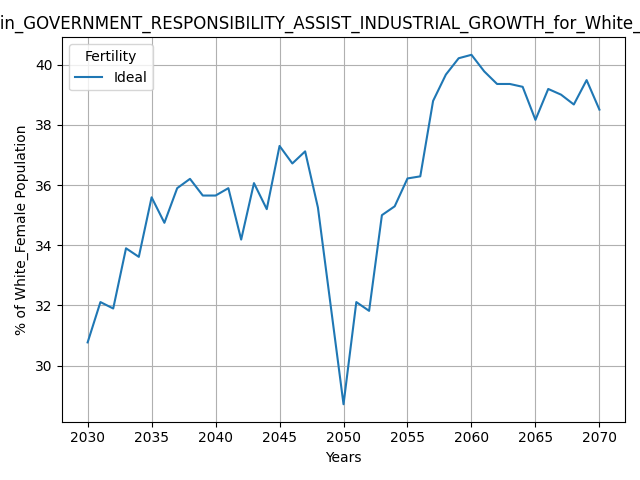 in_GOVERNMENT_RESPONSIBILITY_ASSIST_INDUSTRIAL_GROWTH_for_White_
Fertility
Ideal
40
38
36
34
32
30
% of White_Female Population
2030 2035 2040 2045 2050 2055 2060 2065 2070
Years